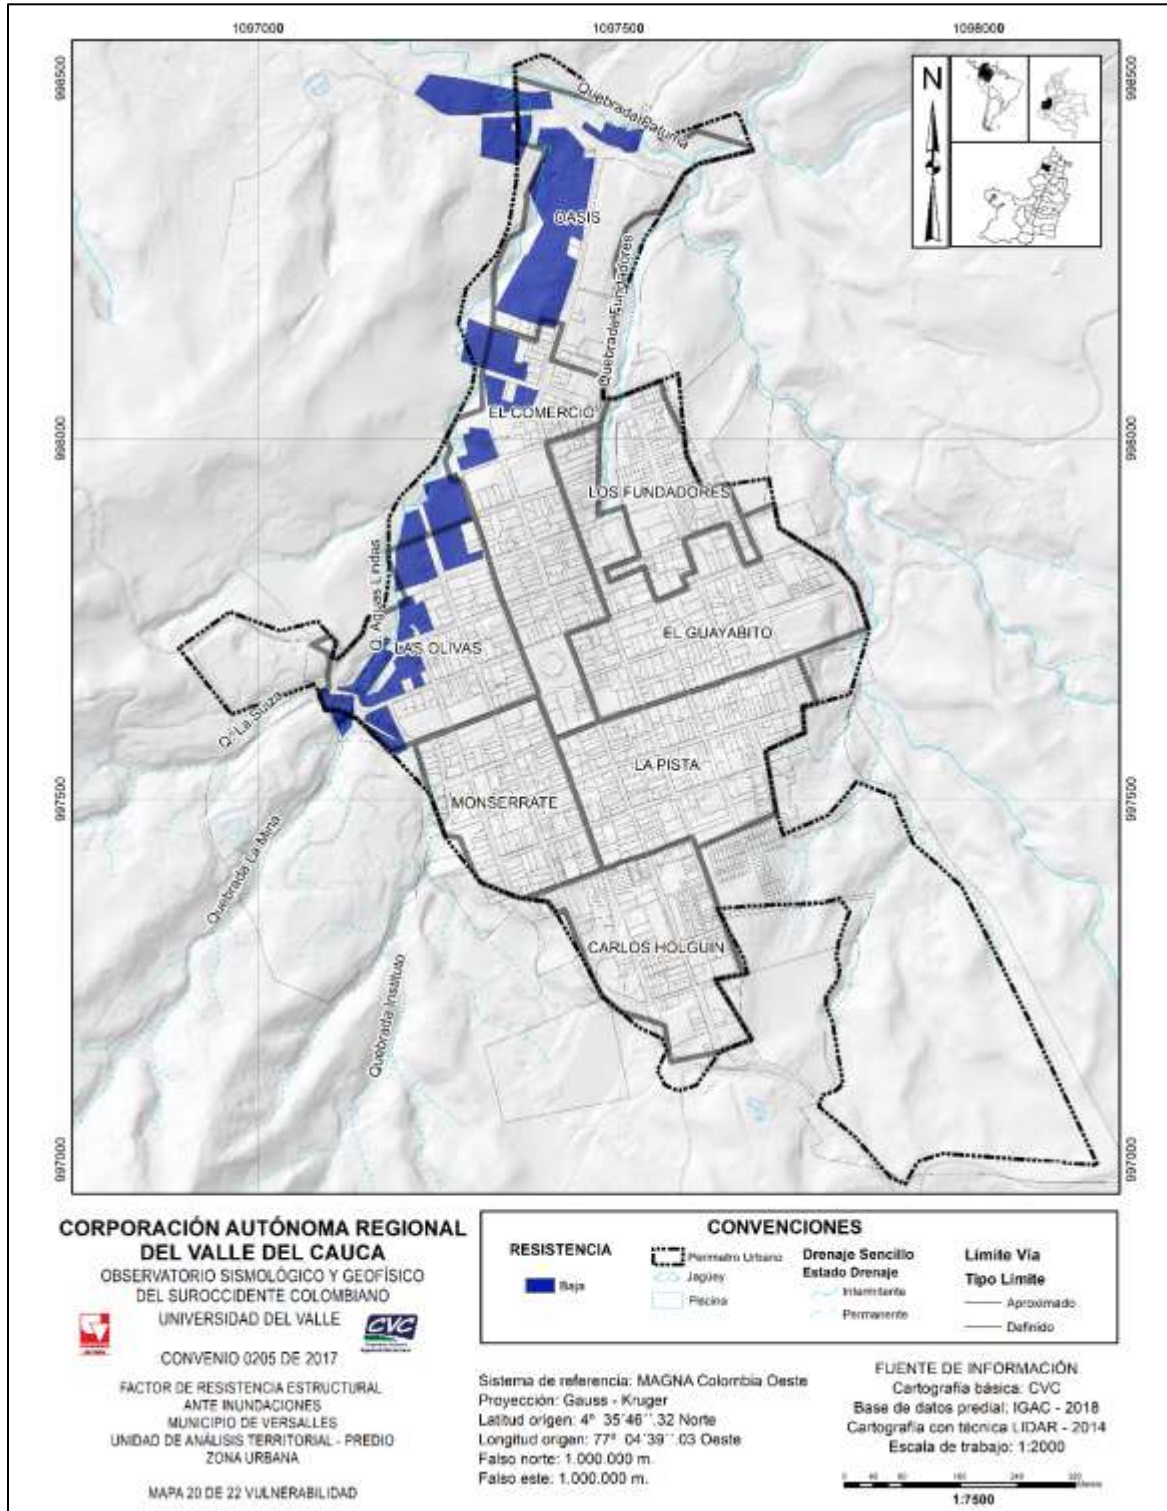 1097000 1097500 1098000
998500 998500
N
Quebrada Patuma
OASIS
Quebrada Fundadores
EL COMERCIO
998000 998000
LOS FUNDADORES
Q. Aguas Lindas
EL GUAYABITO
LAS OLIVAS
Q. La Suiza
LA PISTA
MONSERRATE
997500 997500
Quebrada La Mina
CARLOS HOLGUIN
Quebrada Instituto
997000 997000
CORPORACIÓN AUTÓNOMA REGIONAL
DEL VALLE DEL CAUCA
OBSERVATORIO SISMOLÓGICO Y GEOFÍSICO
DEL SUROCCIDENTE COLOMBIANO
UNIVERSIDAD DEL VALLE
CVC
CONVENIO 0205 DE 2017
FACTOR DE RESISTENCIA ESTRUCTURAL
ANTE INUNDACIONES
MUNICIPIO DE VERSALLES
UNIDAD DE ANÁLISIS TERRITORIAL - PREDIO
ZONA URBANA
MAPA 20 DE 22 VULNERABILIDAD
CONVENCIONES
RESISTENCIA
Baja
Perimetro Urbano
Jagüey
Piscina
Drenaje Sencillo
Estado Drenaje
Intermitente
Permanente
Límite Vía
Tipo Límite
Aproximado
Definido
Sistema de referencia: MAGNA Colombia Oeste
Proyección: Gauss - Kruger
Latitud origen: 4° 35´46´´.32 Norte
Longitud origen: 77° 04´39´´.03 Oeste
Falso norte: 1.000.000 m.
Falso este: 1.000.000 m.
FUENTE DE INFORMACIÓN
Cartografía básica: CVC
Base de datos predial: IGAC - 2018
Cartografía con técnica LIDAR - 2014
Escala de trabajo: 1:2000
0 40 80 160 240 320
1:7500